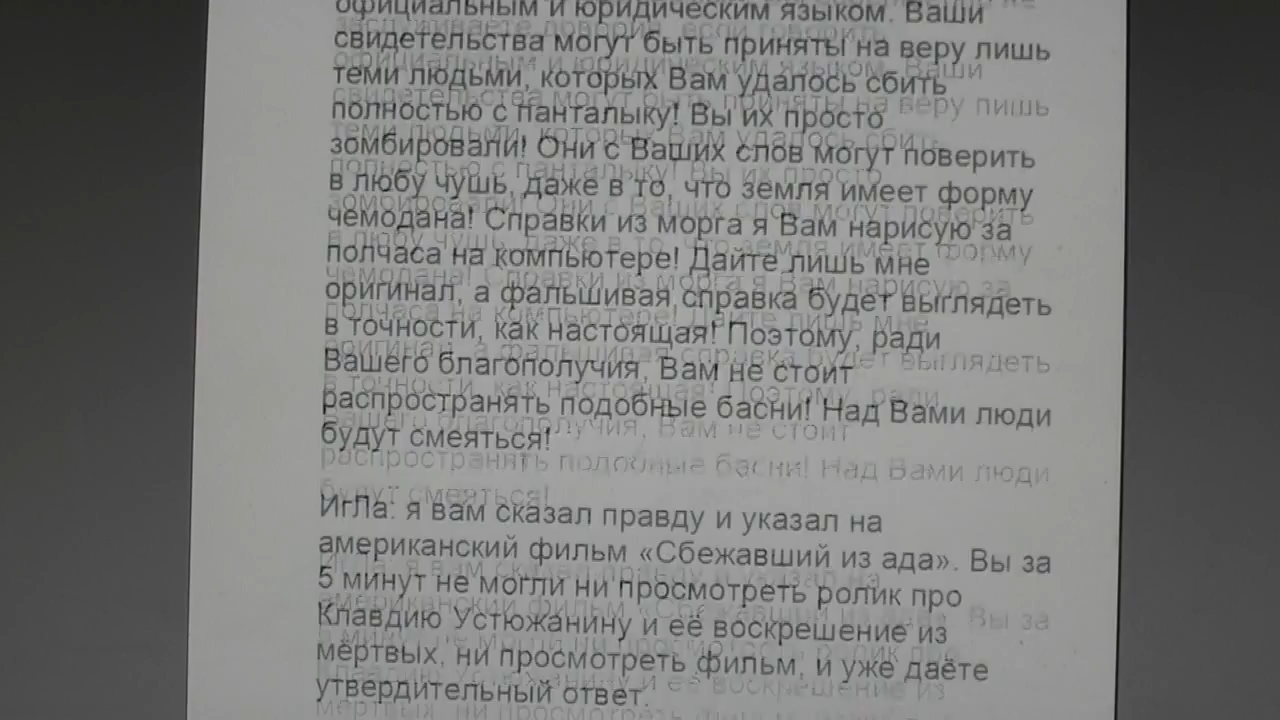 официальным и юридическим языком. Ваши
свидетельства могут быть приняты на веру лишь
теми людьми, которых Вам удалось сбить
полностью с панталыку! Вы их просто
зомбировали! Они с Ваших слов могут поверить
в любу чушь, даже в то, что земля имеет форму
чемодана! Справки из морга я Вам нарисую за
полчаса на компьютере! Дайте лишь мне
оригинал, а фальшивая справка будет выглядеть
в точности, как настоящая! Поэтому, ради
Вашего благополучия, Вам не стоит
распространять подобные басни! Над Вами люди
будут смеяться!
ИгЛа: я вам сказал правду и указал на
американский фильм «Сбежавший из ада». Вы за
5 минут не могли ни просмотреть ролик про
Клавдию Устюжанину и её воскрешение из
мёртвых, ни просмотреть фильм, и уже даёте
утвердительный ответ.